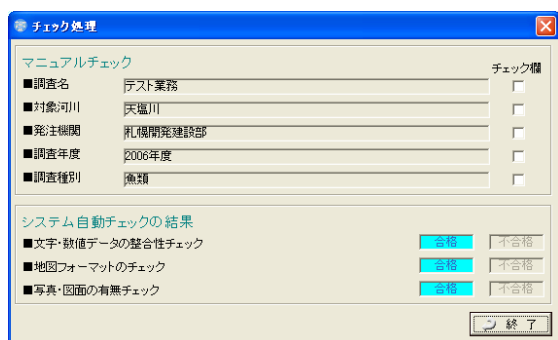 チェック処理
マニュアルチェック
チェック欄
■調査名 テスト業務
■対象河川 天塩川
■発注機関 札幌開発建設部
■調査年度 2006年度
■調査種別 魚類
システム自動チェックの結果
■文字・数値データの整合性チェック 合格 不合格
■地図フォーマットのチェック 合格 不合格
■写真・図面の有無チェック 合格 不合格
終 了